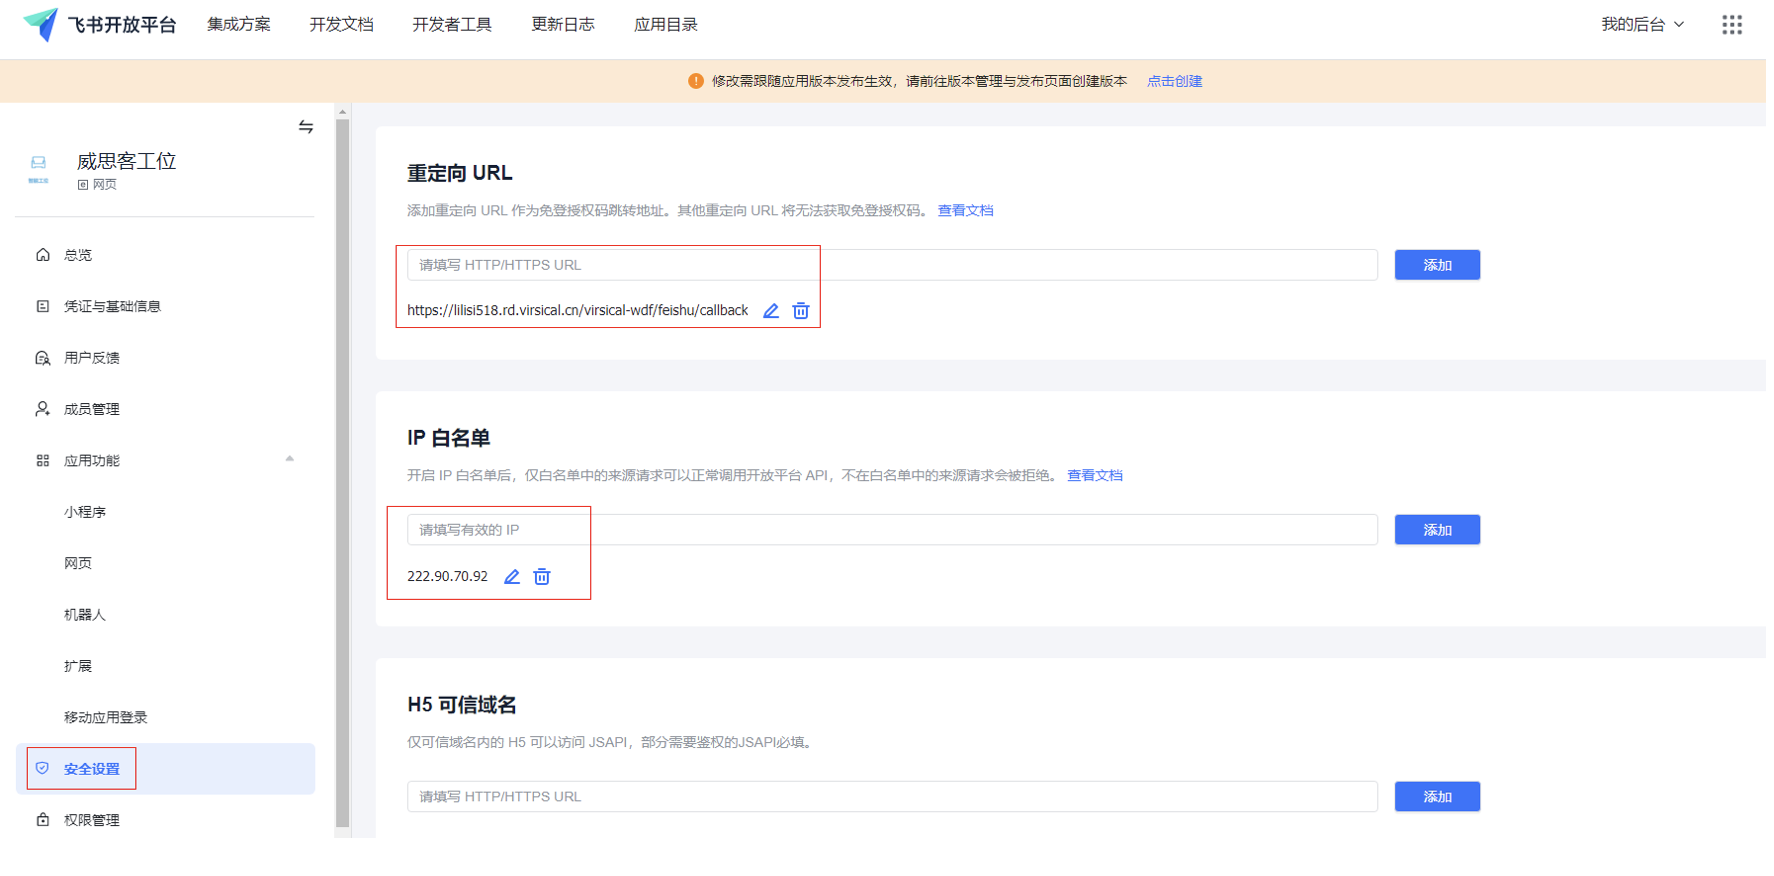 飞书开放平台 集成方案 开发文档 开发者工具 更新日志 应用目录 我的后台
修改需跟随应用版本发布生效，请前往版本管理与发布页面创建版本 点击创建
威思客工位
网页
总览
凭证与基础信息
用户反馈
成员管理
应用功能
小程序
网页
机器人
扩展
移动应用登录
安全设置
权限管理
重定向 URL
添加重定向 URL 作为免登授权码跳转地址。其他重定向 URL 将无法获取免登授权码。 查看文档
请填写 HTTP/HTTPS URL 添加
https://lilisi518.rd.virsical.cn/virsical-wdf/feishu/callback
IP 白名单
开启 IP 白名单后，仅白名单中的来源请求可以正常调用开放平台 API，不在白名单中的来源请求会被拒绝。 查看文档
请填写有效的 IP 添加
222.90.70.92
H5 可信域名
仅可信域名内的 H5 可以访问 JSAPI，部分需要鉴权的JSAPI必填。
请填写 HTTP/HTTPS URL 添加